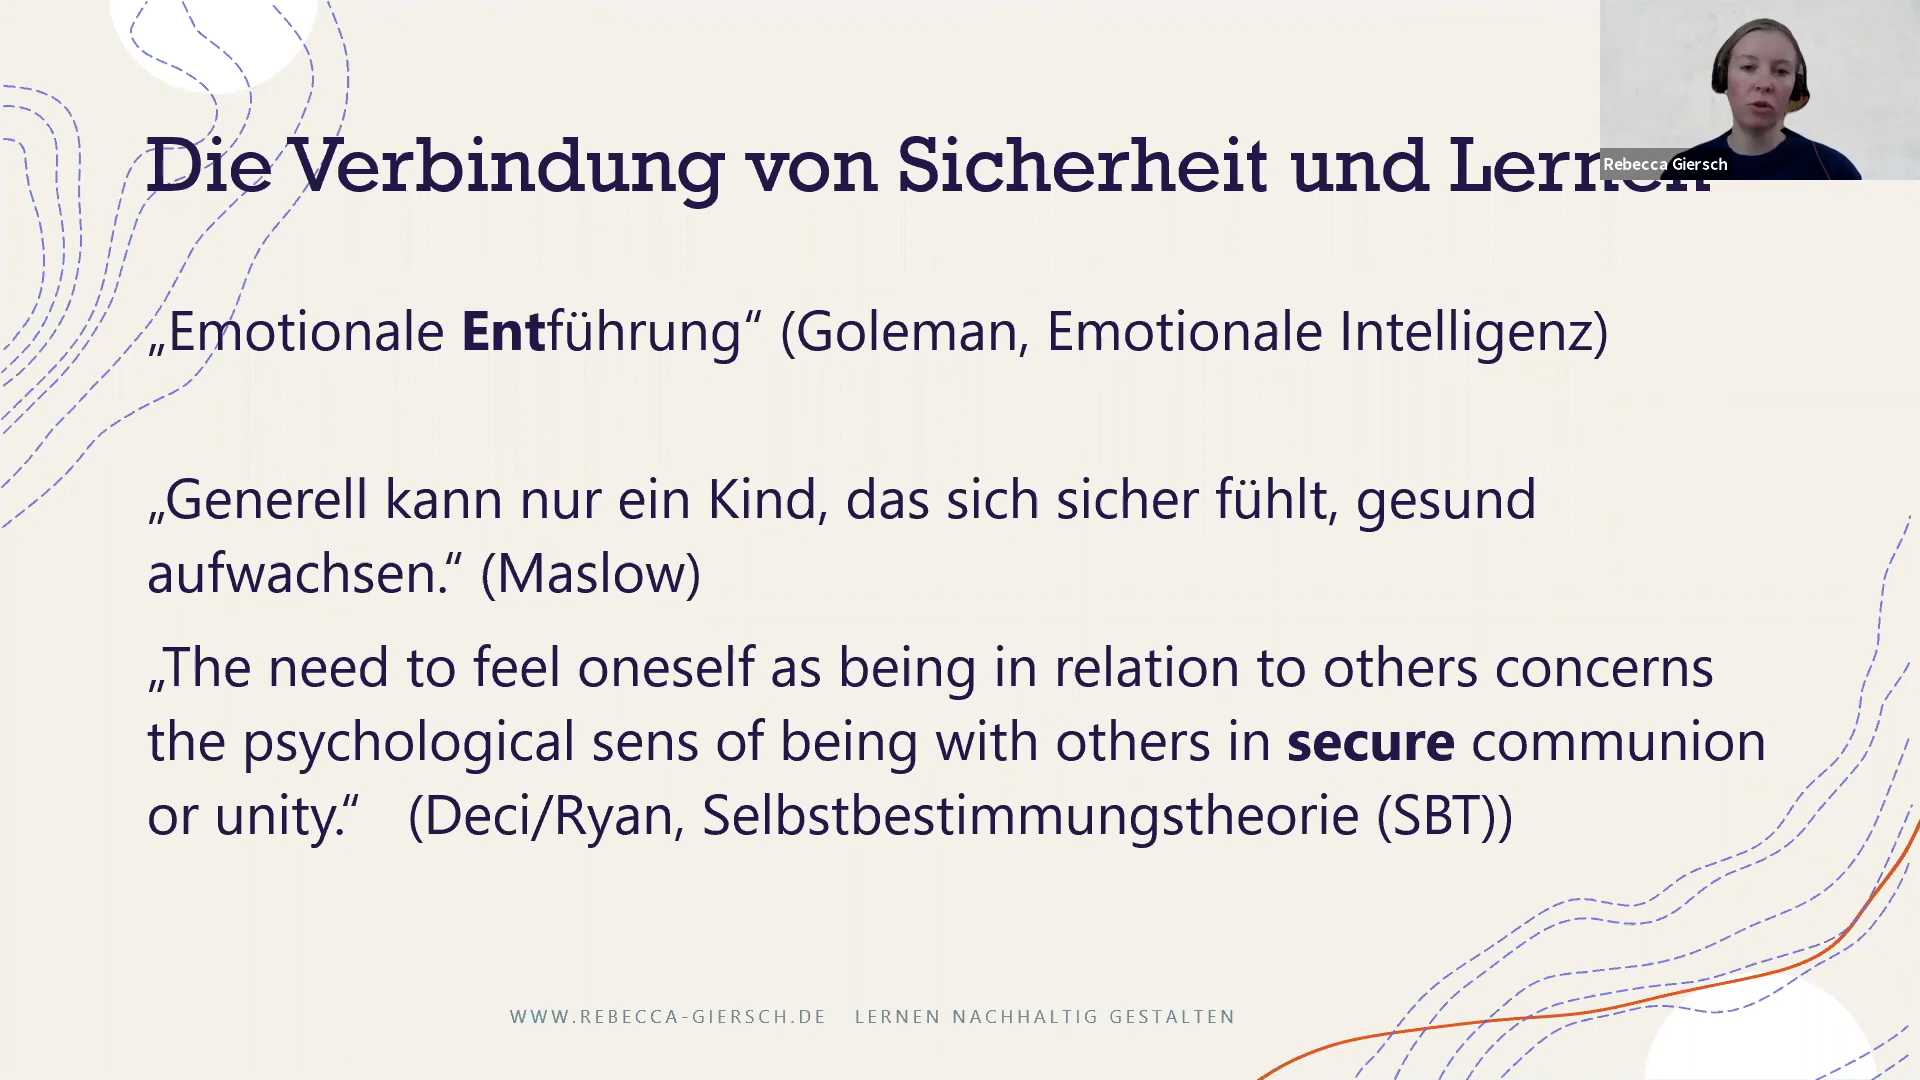 Die Verbindung von Sicherheit und Lernen
Rebecca Giersch
„Emotionale Entführung“ (Goleman, Emotionale Intelligenz)
„Generell kann nur ein Kind, das sich sicher fühlt, gesund
aufwachsen.“ (Maslow)
„The need to feel oneself as being in relation to others concerns
the psychological sens of being with others in secure communion
or unity.“ (Deci/Ryan, Selbstbestimmungstheorie (SBT))
WWW.REBECCA-GIERSCH.DE LERNEN NACHHALTIG GESTALTEN